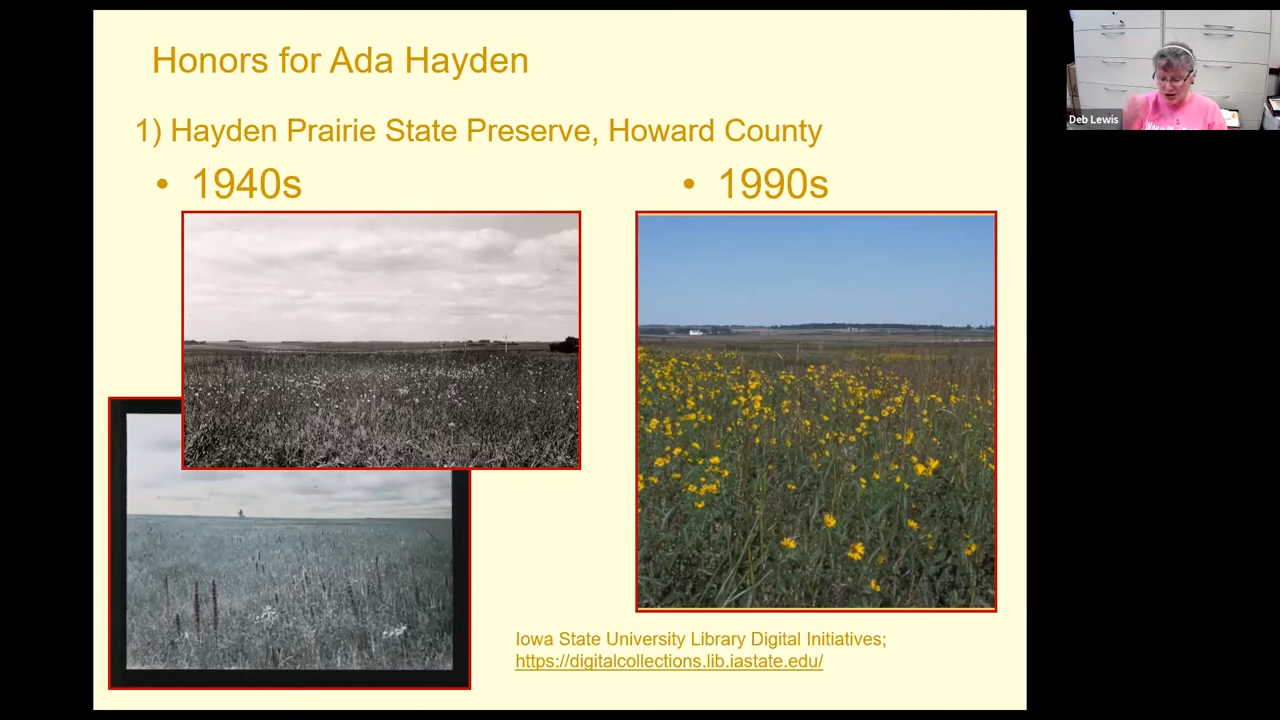 Honors for Ada Hayden
1) Hayden Prairie State Preserve, Howard County
• 1940s
• 1990s
Iowa State University Library Digital Initiatives;
https://digitalcollections.lib.iastate.edu/
Deb Lewis